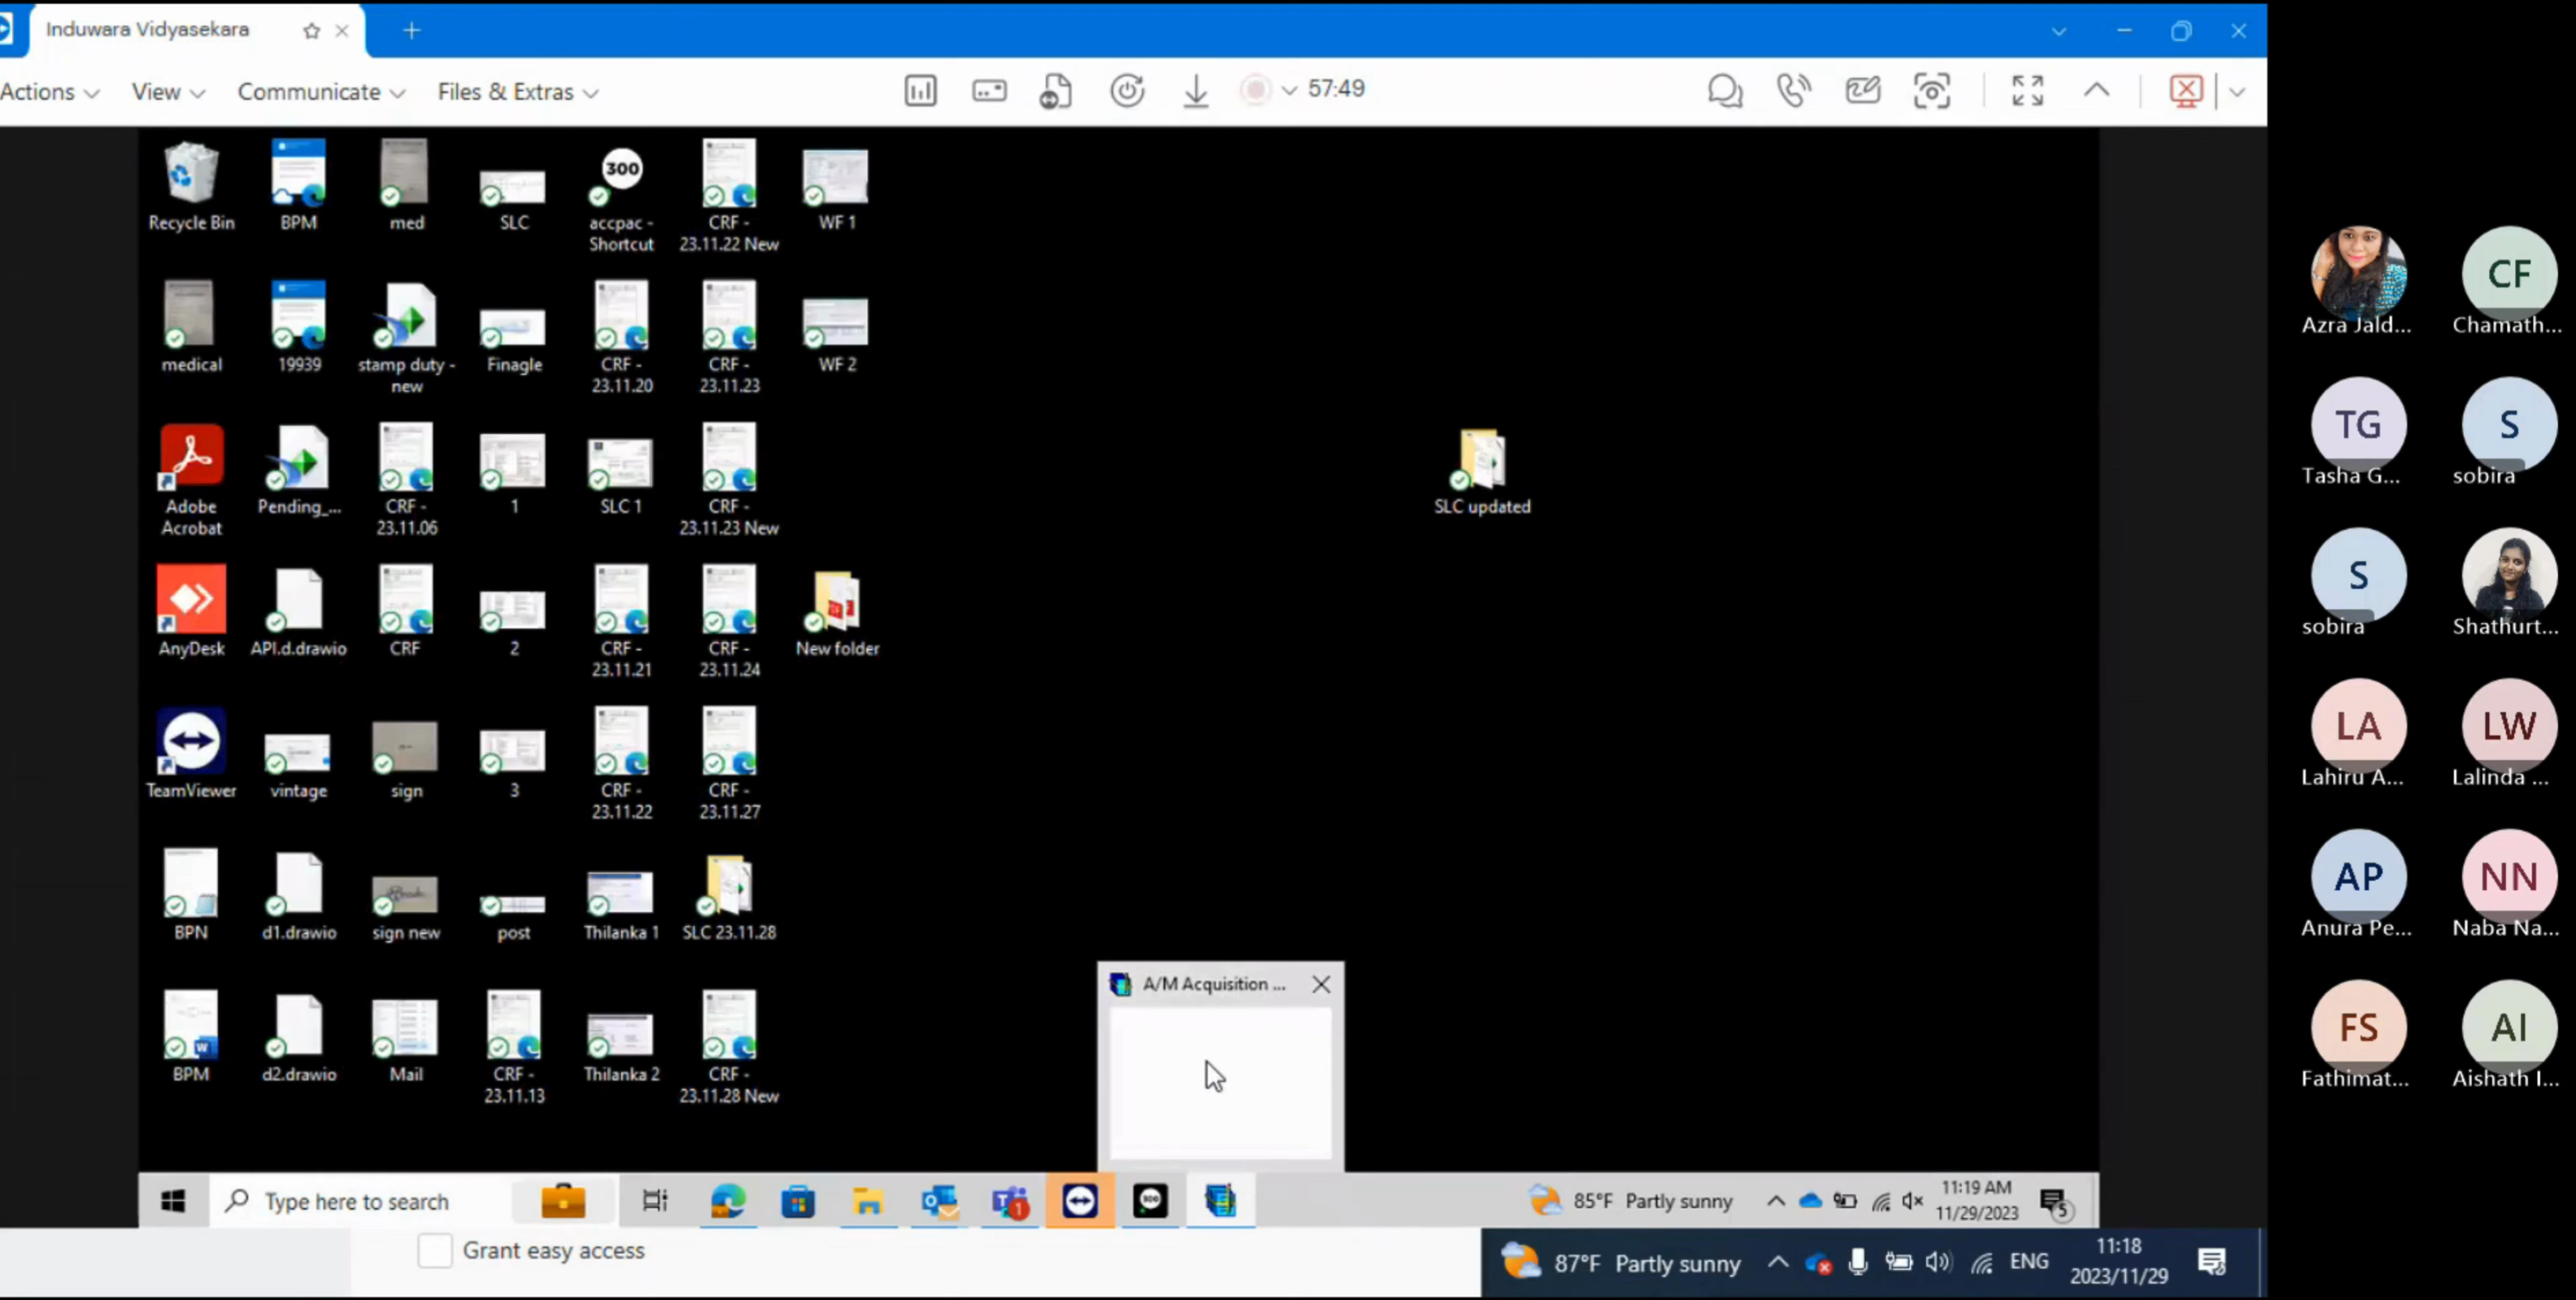 Induwara Vidyasekara
Actions View Communicate Files & Extras 57:49
Recycle Bin
BPM
med
SLC
accpac -
Shortcut
CRF -
23.11.22 New
WF 1
medical
19939
stamp duty -
new
Finagle
CRF -
23.11.20
CRF -
23.11.23
WF 2
Adobe
Acrobat
Pending_...
CRF -
23.11.06
1
SLC 1
CRF -
23.11.23 New
SLC updated
AnyDesk
API.d.drawio
CRF
2
CRF -
23.11.21
CRF -
23.11.24
New folder
TeamViewer
vintage
sign
3
CRF -
23.11.22
CRF -
23.11.27
BPN
d1.drawio
sign new
post
Thilanka 1
SLC 23.11.28
BPM
d2.drawio
Mail
CRF -
23.11.13
Thilanka 2
CRF -
23.11.28 New
300
A/M Acquisition ...
Type here to search
300
1
85°F Partly sunny
11:19 AM
11/29/2023
5
Grant easy access
87°F Partly sunny
ENG
11:18
2023/11/29
Azra Jald...
CF
Chamath...
TG
Tasha G...
S
sobira
S
sobira
Shathurt...
LA
Lahiru A...
LW
Lalinda ...
AP
Anura Pe...
NN
Naba Na...
FS
Fathimat...
AI
Aishath I...